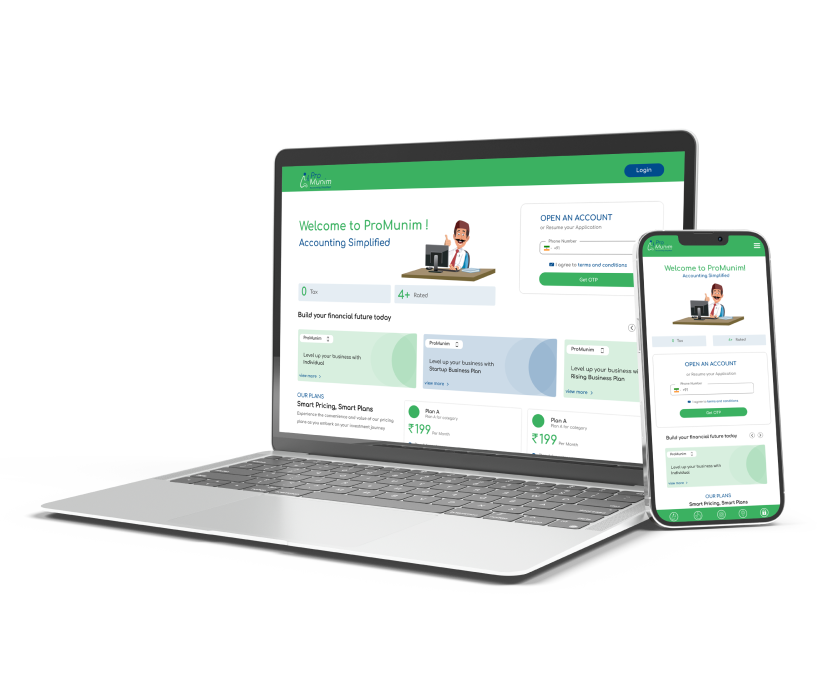 Pro
Munim
Login
Welcome to ProMunim !
Accounting Simplified
OPEN AN ACCOUNT
or Resume your Application
Phone Number
+91
I agree to terms and conditions
Get OTP
0 Tax
4+ Rated
Build your financial future today
ProMunim
Level up your business with
Individual
view more >
ProMunim
Level up your business with
Startup Business Plan
view more >
ProMunim
Level up your business wi
Rising Business Plan
view more >
OUR PLANS
Smart Pricing, Smart Plans
Experience the convenience and value of our pricing
plans as you embark on your investment journey
Plan A
Plan A for category
₹199 Per Month
Plan A
Plan A for category
₹199 Per Month
Pro
Munim
Welcome to ProMunim!
Accounting Simplified
0 Tax
4+ Rated
OPEN AN ACCOUNT
or Resume your Application
Phone Number
+91
I agree to terms and conditions
Get OTP
Build your financial future today
ProMunim
Level up your business with
Individual
view more >
OUR PLANS
Smart Pricing, Smart Plans